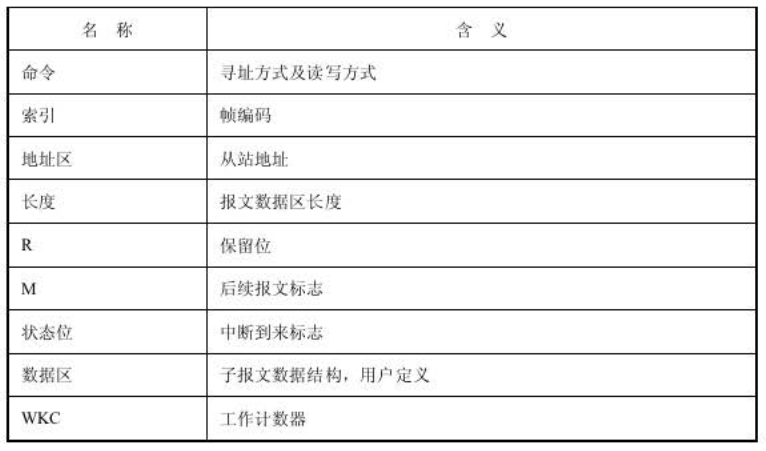 名 称 含 义
命令 寻址方式及读写方式
索引 帧编码
地址区 从站地址
长度 报文数据区长度
R 保留位
M 后续报文标志
状态位 中断到来标志
数据区 子报文数据结构，用户定义
WKC 工作计数器